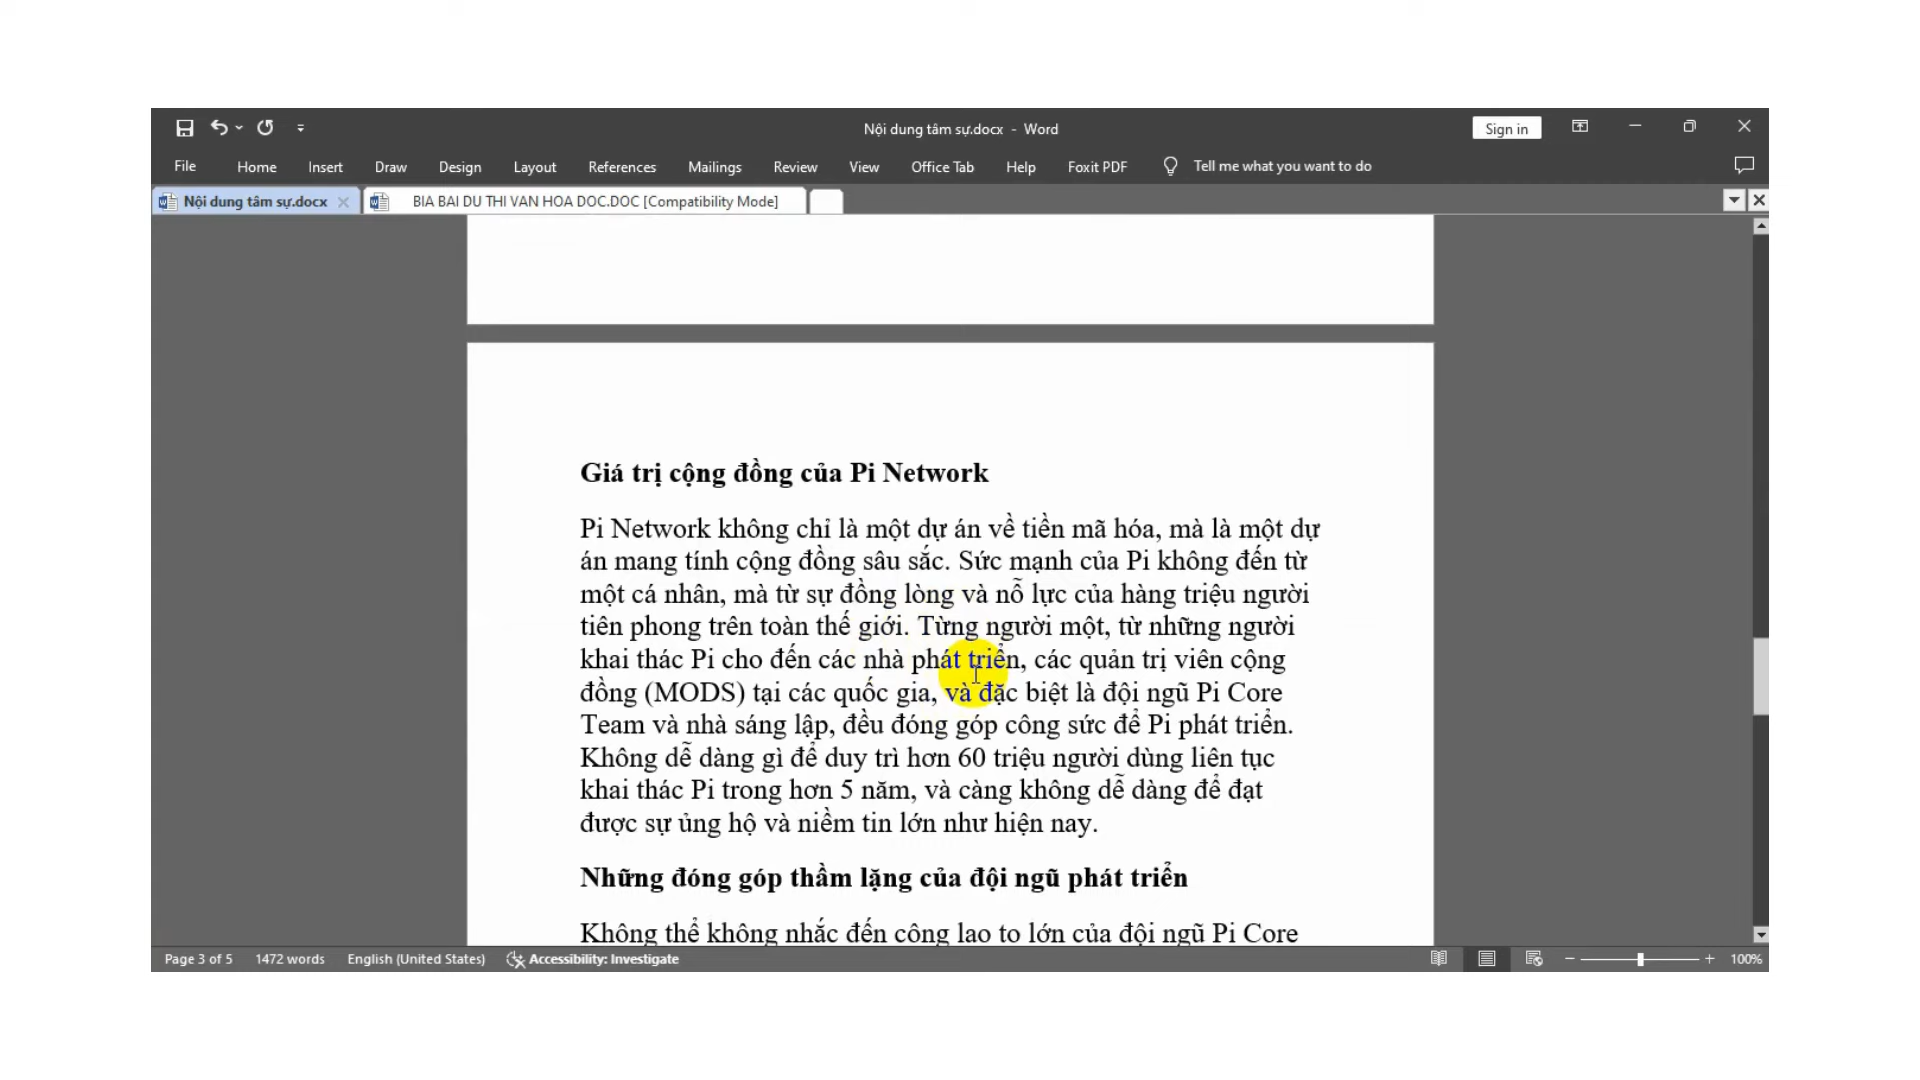 Nội dung tâm sự.docx - Word
Sign in
File Home Insert Draw Design Layout References Mailings Review View Office Tab Help Foxit PDF Tell me what you want to do
Nội dung tâm sự.docx BIA BAI DU THI VAN HOA DOC.DOC [Compatibility Mode]
Giá trị cộng đồng của Pi Network
Pi Network không chỉ là một dự án về tiền mã hóa, mà là một dự
án mang tính cộng đồng sâu sắc. Sức mạnh của Pi không đến từ
một cá nhân, mà từ sự đồng lòng và nỗ lực của hàng triệu người
tiên phong trên toàn thế giới. Từng người một, từ những người
khai thác Pi cho đến các nhà phát triển, các quản trị viên cộng
đồng (MODS) tại các quốc gia, và đặc biệt là đội ngũ Pi Core
Team và nhà sáng lập, đều đóng góp công sức để Pi phát triển.
Không dễ dàng gì để duy trì hơn 60 triệu người dùng liên tục
khai thác Pi trong hơn 5 năm, và càng không dễ dàng để đạt
được sự ủng hộ và niềm tin lớn như hiện nay.
Những đóng góp thầm lặng của đội ngũ phát triển
Không thể không nhắc đến công lao to lớn của đội ngũ Pi Core
Page 3 of 5 1472 words English (United States) Accessibility: Investigate 100%